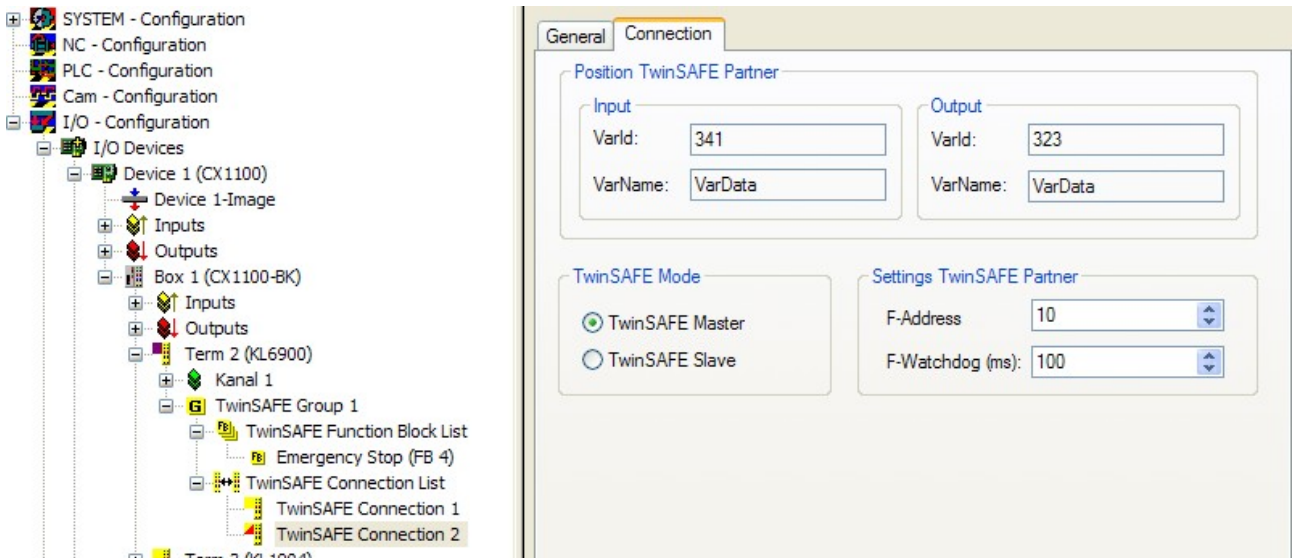 SYSTEM - Configuration
NC - Configuration
PLC - Configuration
Cam - Configuration
I/O - Configuration
I/O Devices
Device 1 (CX1100)
Device 1-Image
Inputs
Outputs
Box 1 (CX1100-BK)
Inputs
Outputs
Term 2 (KL6900)
Kanal 1
G TwinSAFE Group 1
FB TwinSAFE Function Block List
FB Emergency Stop (FB 4)
TwinSAFE Connection List
TwinSAFE Connection 1
TwinSAFE Connection 2
General Connection
Position TwinSAFE Partner
Input
VarId: 341
VarName: VarData
Output
VarId: 323
VarName: VarData
TwinSAFE Mode
TwinSAFE Master
TwinSAFE Slave
Settings TwinSAFE Partner
F-Address 10
F-Watchdog (ms): 100